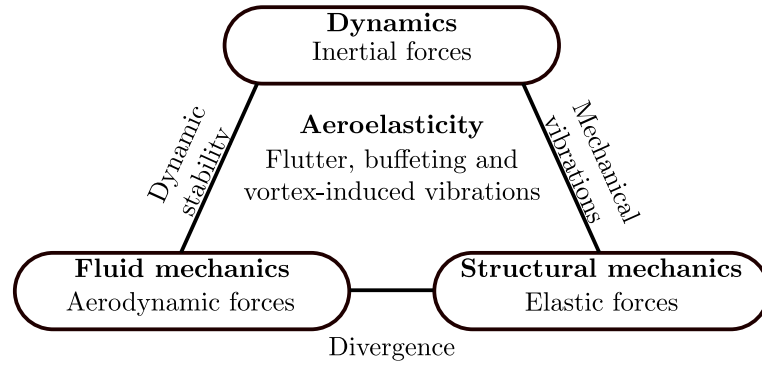 Dynamics
Inertial forces
Dynamic
stability
Mechanical
vibrations
Aeroelasticity
Flutter, buffeting and
vortex-induced vibrations
Fluid mechanics
Aerodynamic forces
Structural mechanics
Elastic forces
Divergence